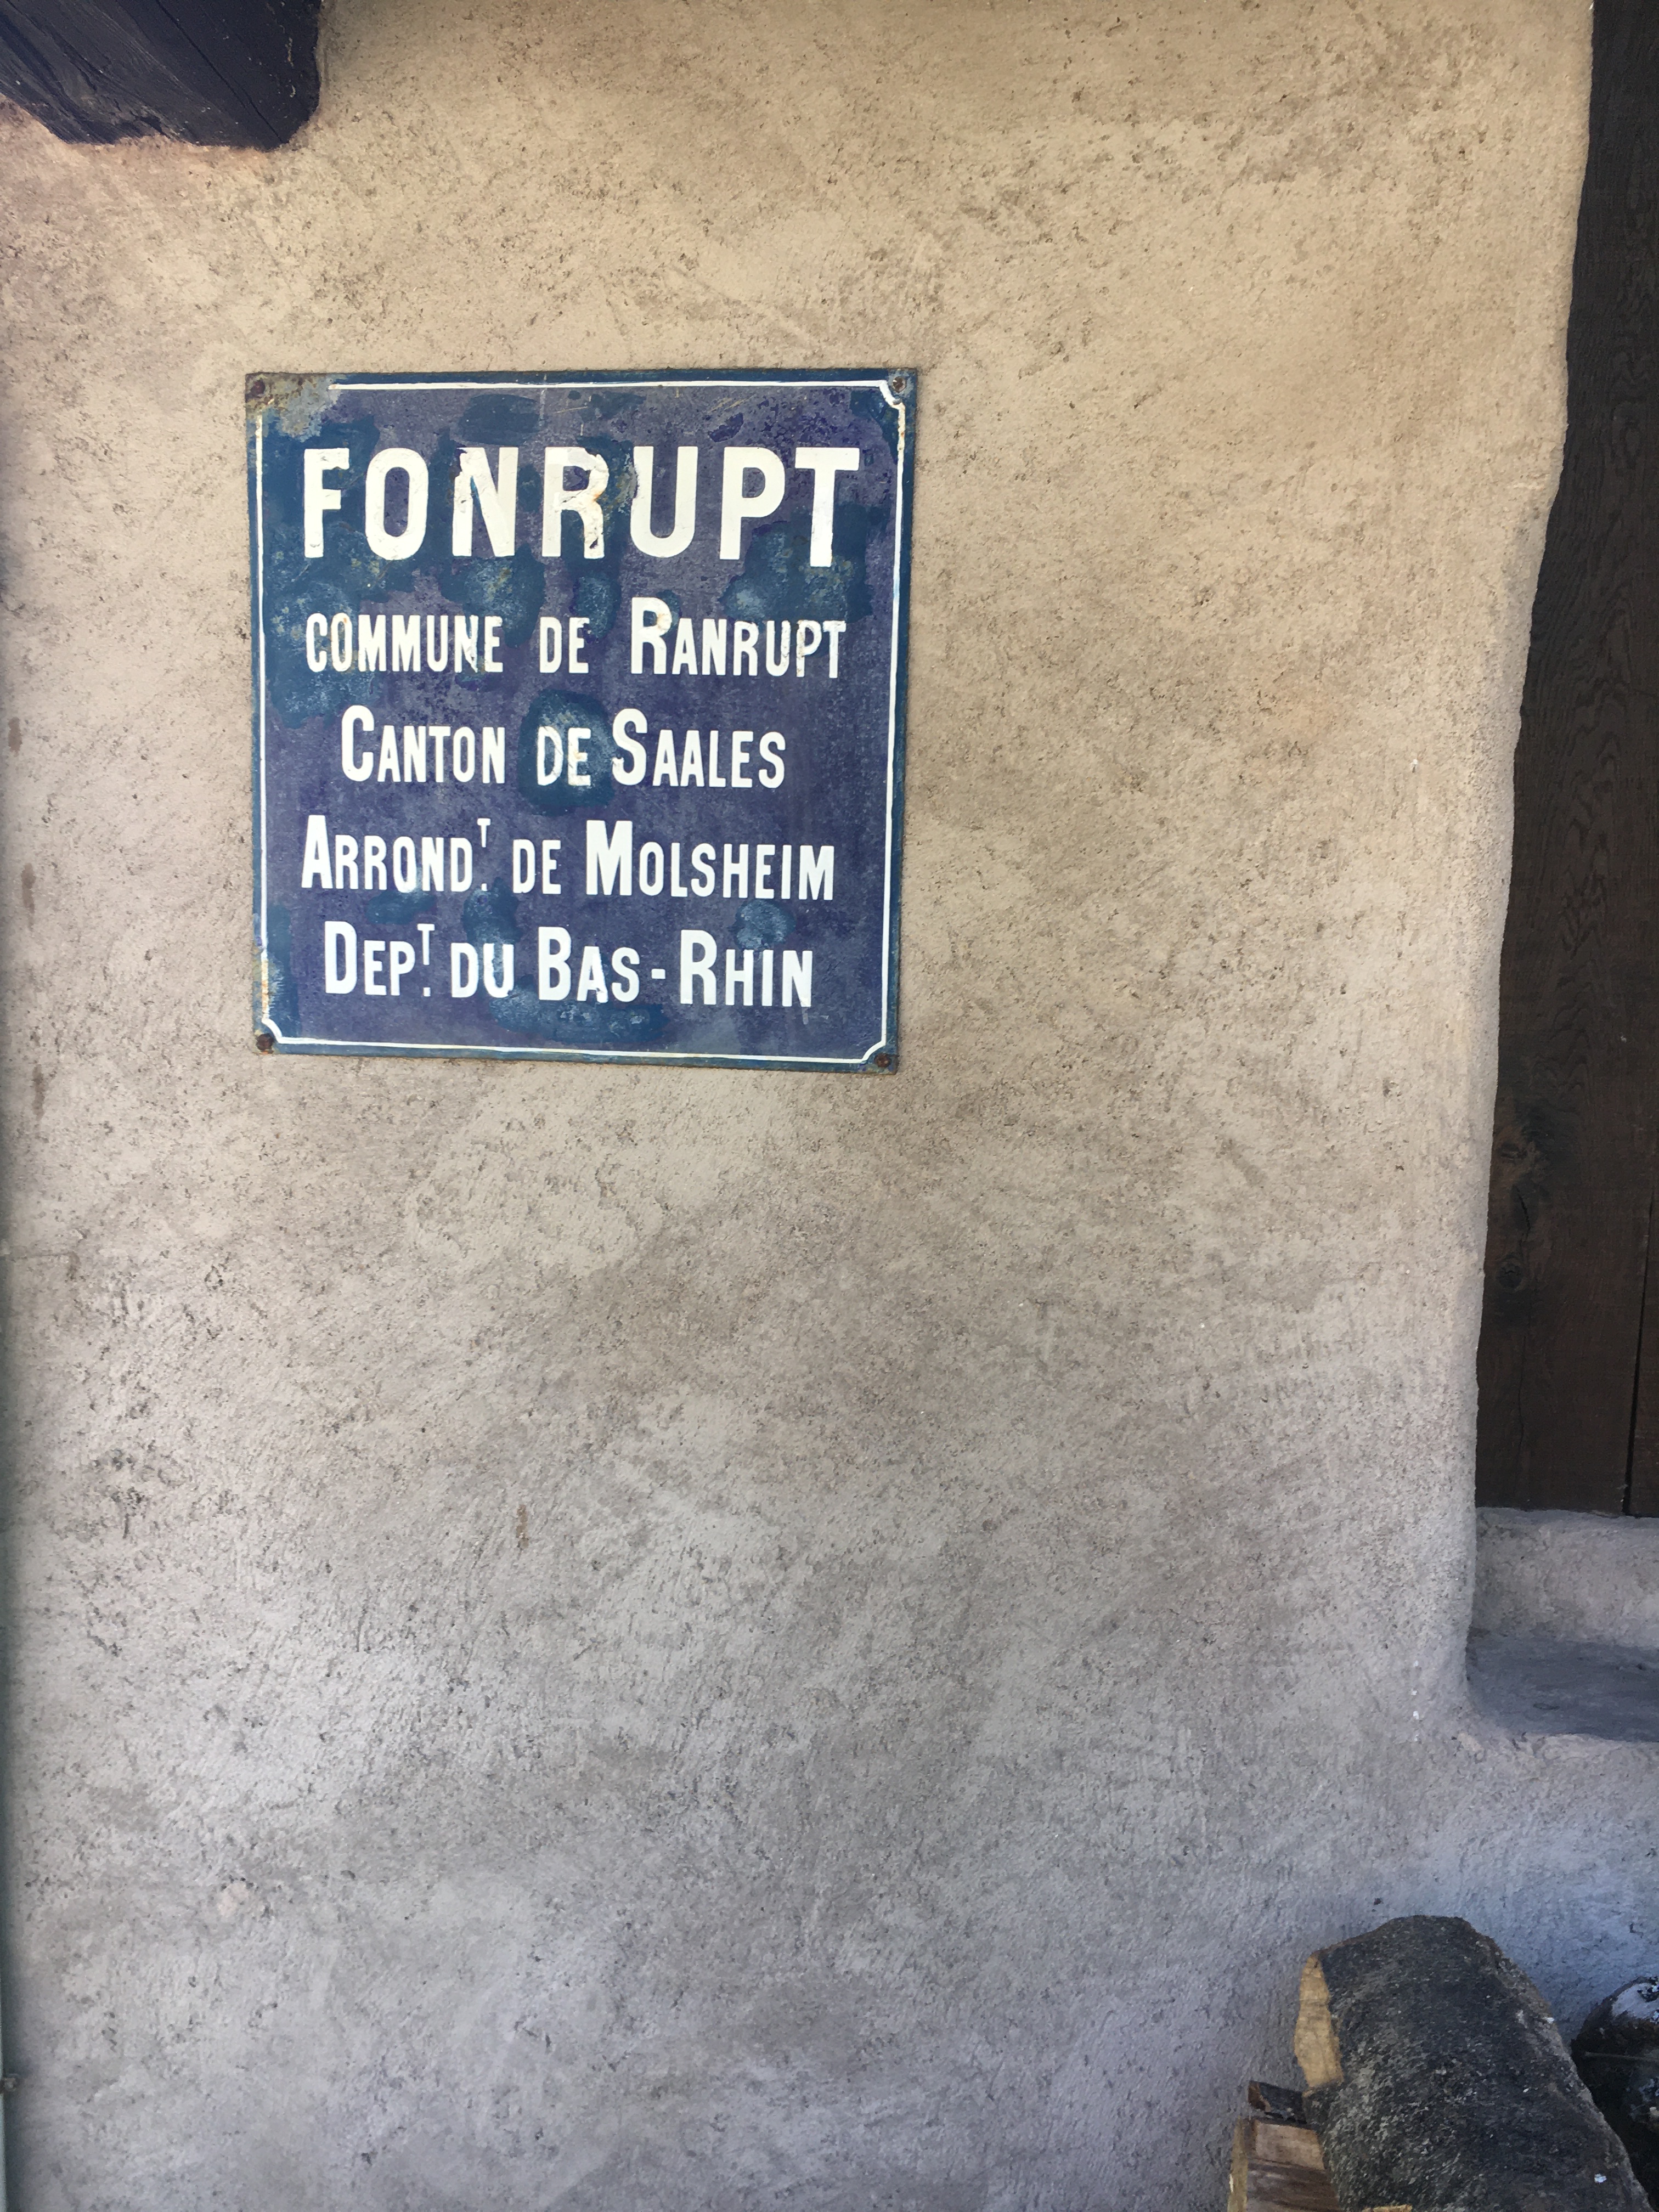 FONRUPT
COMMUNE DE RANRUPT
CANTON DE SAALES
ARROND.T DE MOLSHEIM
DEP.T DU BAS-RHIN